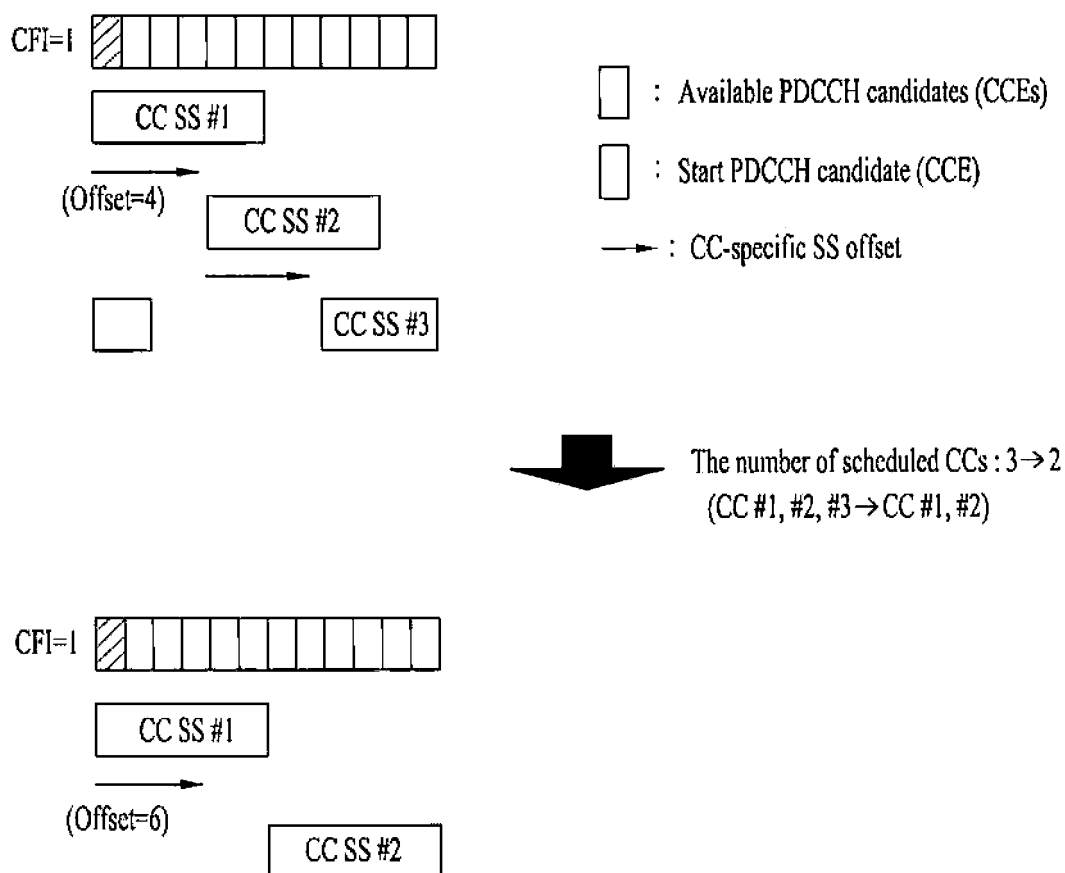 CFI=1
CC SS #1
(Offset=4)
CC SS #2
CC SS #3
: Available PDCCH candidates (CCEs)
: Start PDCCH candidate (CCE)
: CC-specific SS offset
The number of scheduled CCs : 3→2
(CC #1, #2, #3→CC #1, #2)
CFI=1
CC SS #1
(Offset=6)
CC SS #2